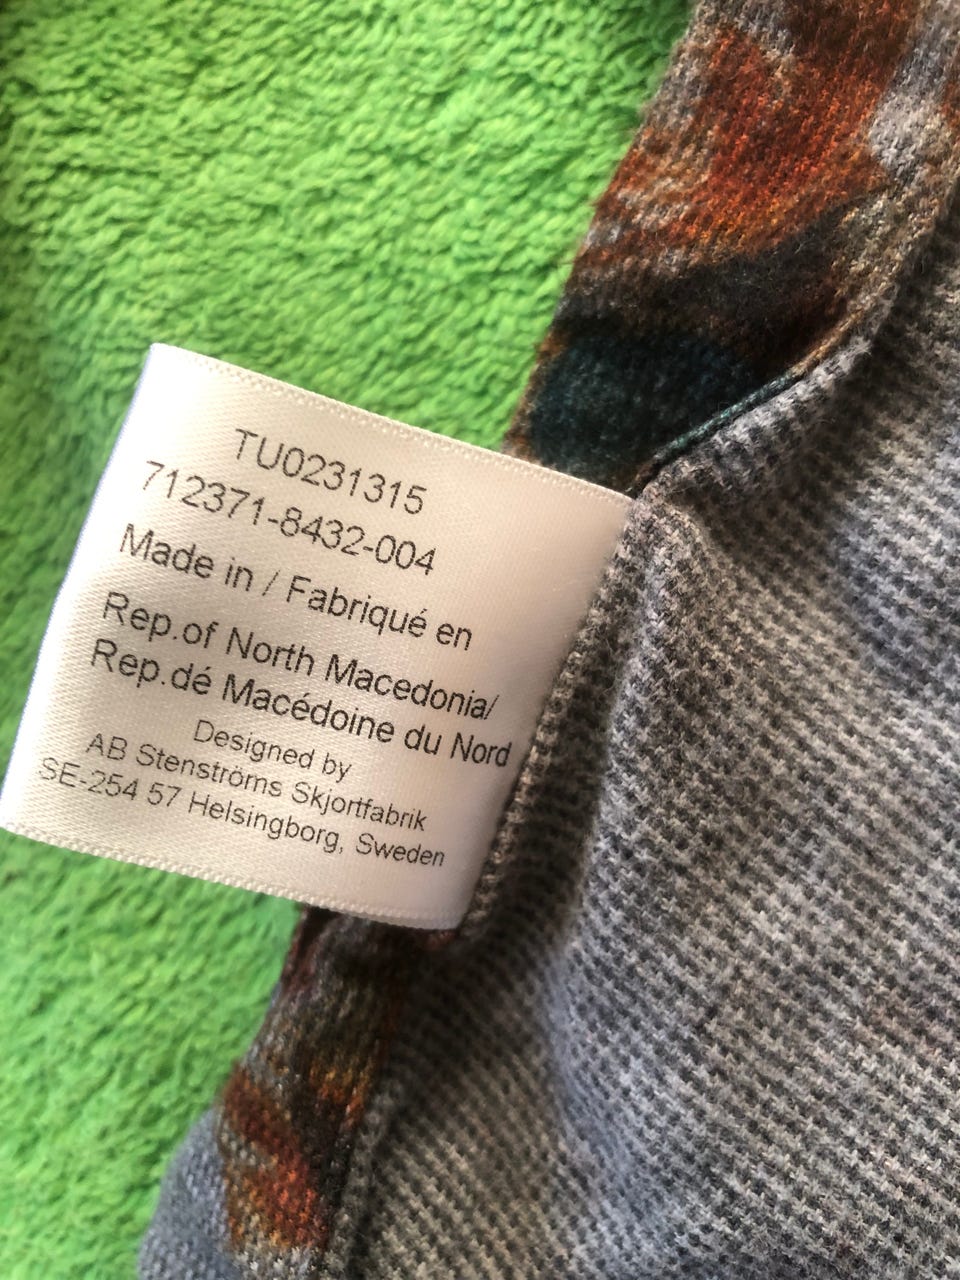 TU0231315
712371-8432-004
Made in / Fabriqué en
Rep.of North Macedonia/
Rep.dé Macédoine du Nord
Designed by
AB Stenströms Skjortfabrik
SE-254 57 Helsingborg, Sweden